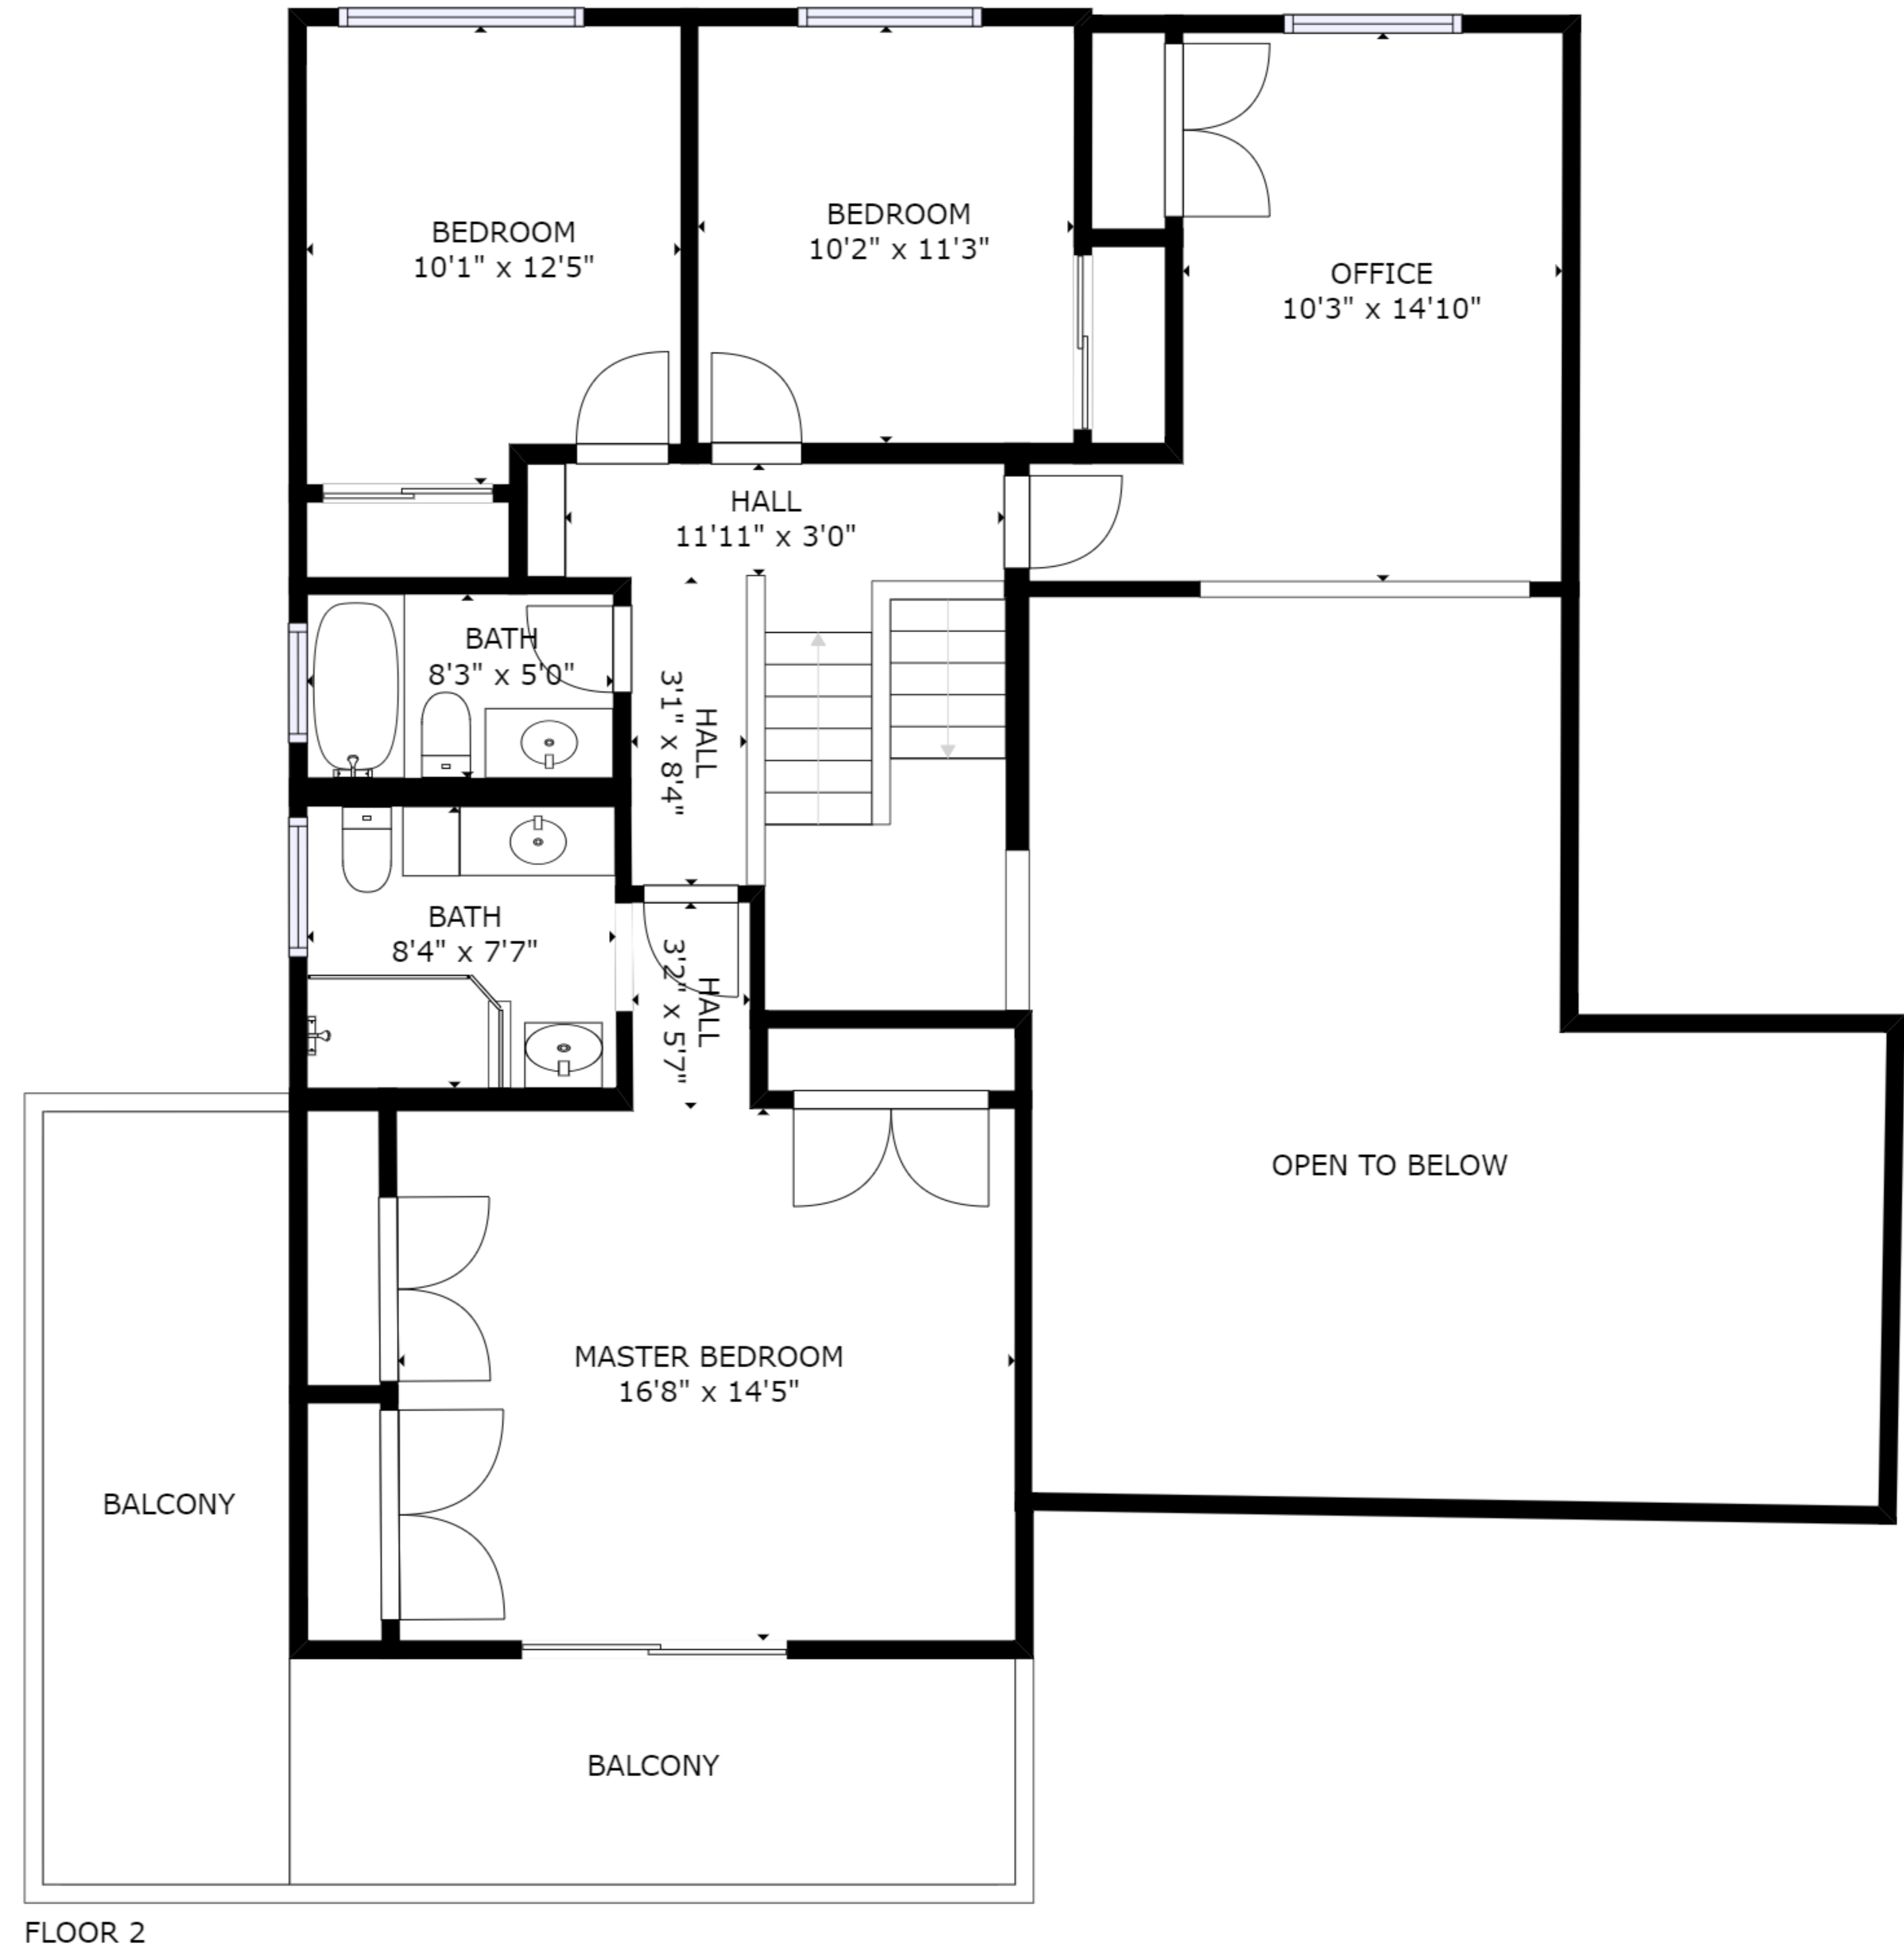 BEDROOM
10'1" x 12'5"
BEDROOM
10'2" x 11'3"
OFFICE
10'3" x 14'10"
HALL
11'11" x 3'0"
BATH
8'3" x 5'0"
HALL
3'1" x 8'4"
BATH
8'4" x 7'7"
HALL
3'2" x 5'7"
OPEN TO BELOW
MASTER BEDROOM
16'8" x 14'5"
BALCONY
BALCONY
FLOOR 2